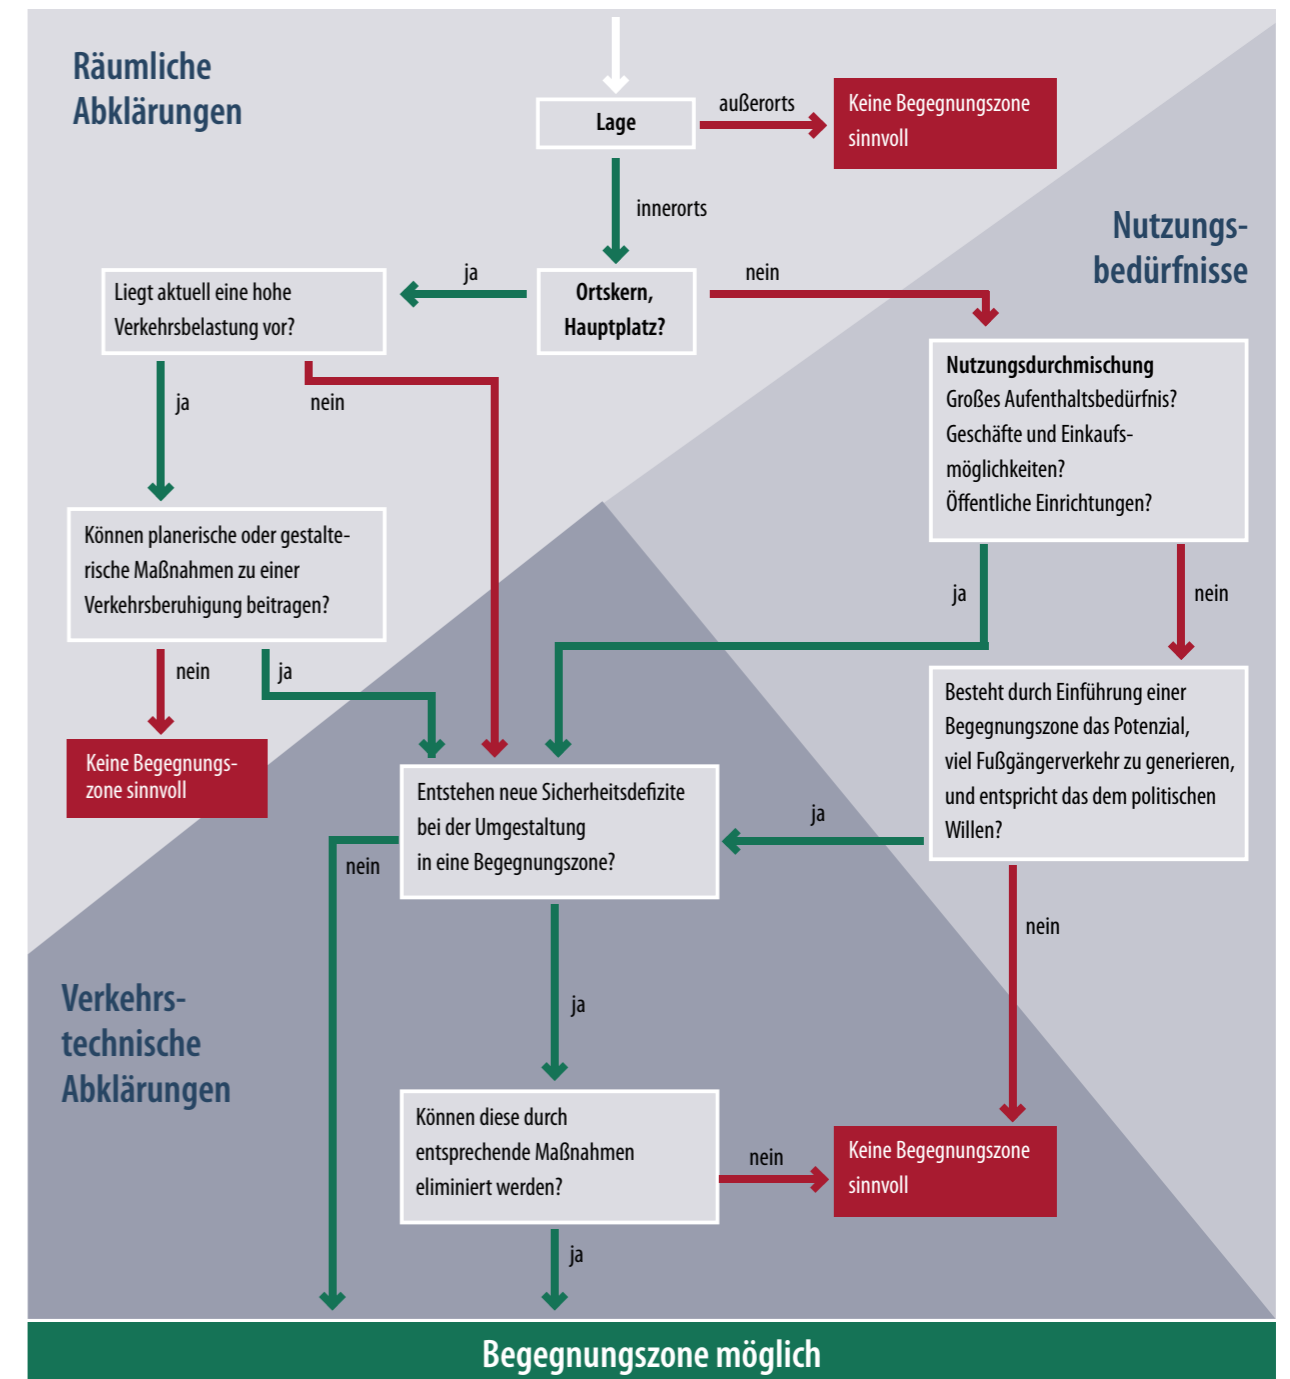 Räumliche
Abklärungen
Lage
außerorts
Keine Begegnungszone
sinnvoll
innerorts
Nutzungs-
bedürfnisse
ja
Ortskern,
Hauptplatz?
nein
Liegt aktuell eine hohe
Verkehrsbelastung vor?
ja
nein
Nutzungsdurchmischung
Großes Aufenthaltsbedürfnis?
Geschäfte und Einkaufs-
möglichkeiten?
Öffentliche Einrichtungen?
Können planerische oder gestalte-
rische Maßnahmen zu einer
Verkehrsberuhigung beitragen?
ja
nein
nein
ja
Besteht durch Einführung einer
Begegnungszone das Potenzial,
viel Fußgängerverkehr zu generieren,
und entspricht das dem politischen
Willen?
Keine Begegnungs-
zone sinnvoll
Entstehen neue Sicherheitsdefizite
bei der Umgestaltung
in eine Begegnungszone?
ja
nein
nein
Verkehrs-
technische
Abklärungen
ja
Können diese durch
entsprechende Maßnahmen
eliminiert werden?
nein
Keine Begegnungszone
sinnvoll
ja
Begegnungszone möglich